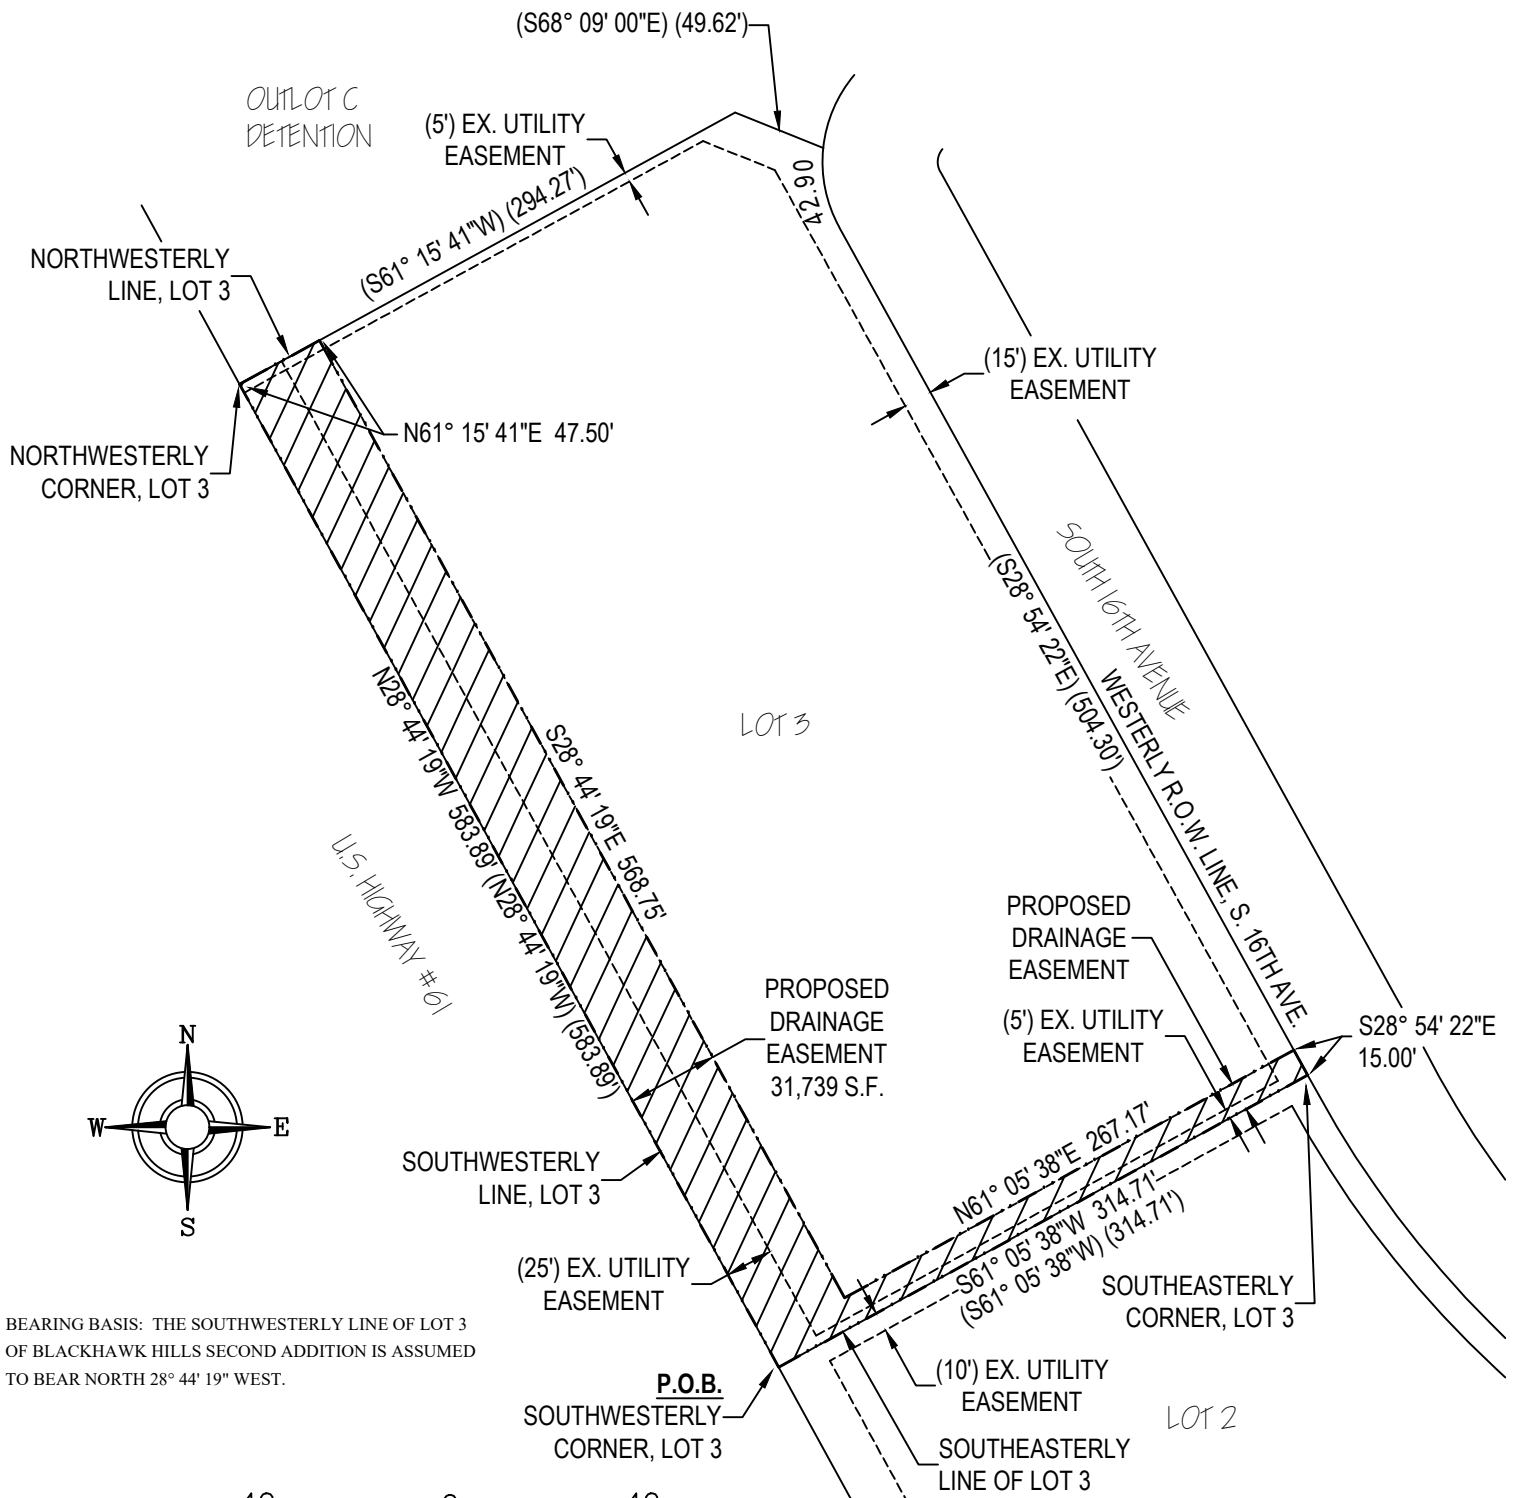 (S68° 09' 00"E) (49.62')
OUTLOT C
DETENTION
(5') EX. UTILITY
EASEMENT
42.90
(S61° 15' 41"W) (294.27')
NORTHWESTERLY
LINE, LOT 3
(15') EX. UTILITY
EASEMENT
N61° 15' 41"E 47.50'
NORTHWESTERLY
CORNER, LOT 3
SOUTH 16TH AVENUE
(S28° 54' 22"E) (504.30')
WESTERLY R.O.W. LINE, S. 16TH AVE.
LOT 3
N28° 44' 19"W 583.89' (N28° 44' 19"W) (583.89')
S28° 44' 19"E 568.75'
U.S. HIGHWAY #61
PROPOSED
DRAINAGE
EASEMENT
PROPOSED
DRAINAGE
EASEMENT
31,739 S.F.
(5') EX. UTILITY
EASEMENT
S28° 54' 22"E
15.00'
N
W
E
S
N61° 05' 38"E 267.17'
S61° 05' 38"W 314.71'
(S61° 05' 38"W) (314.71')
SOUTHWESTERLY
LINE, LOT 3
(25') EX. UTILITY
EASEMENT
SOUTHEASTERLY
CORNER, LOT 3
BEARING BASIS: THE SOUTHWESTERLY LINE OF LOT 3
OF BLACKHAWK HILLS SECOND ADDITION IS ASSUMED
TO BEAR NORTH 28° 44' 19" WEST.
P.O.B.
SOUTHWESTERLY
CORNER, LOT 3
(10') EX. UTILITY
EASEMENT
LOT 2
SOUTHEASTERLY
LINE OF LOT 3